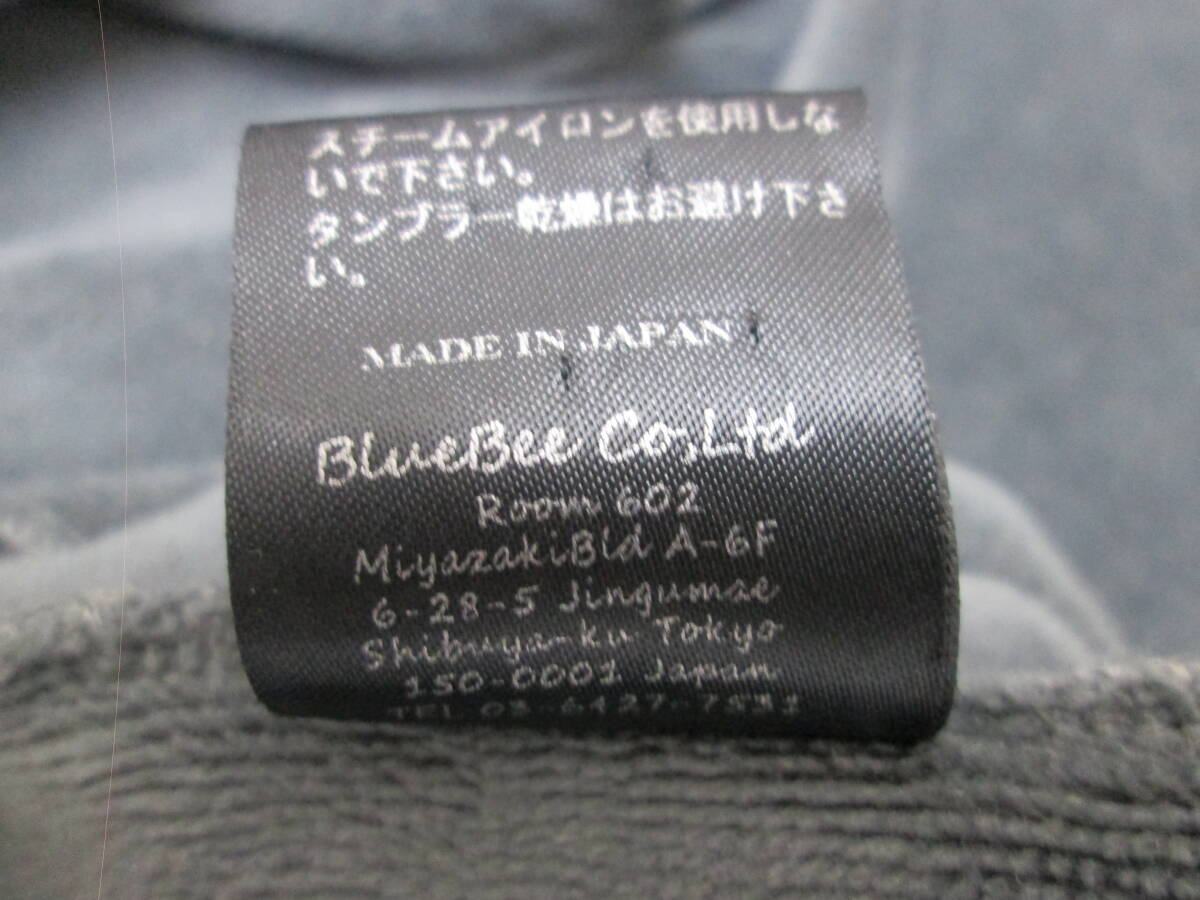 スチームアイロンを使用しな
いで下さい。
タンブラー乾燥はお避け下さ
い。
MADE IN JAPAN
BlueBee Co,Ltd
Room 602
MiyazakiBld A-6F
6-28-5 Jingumae
Shibuya-ku Tokyo
150-0001 Japan
TEL